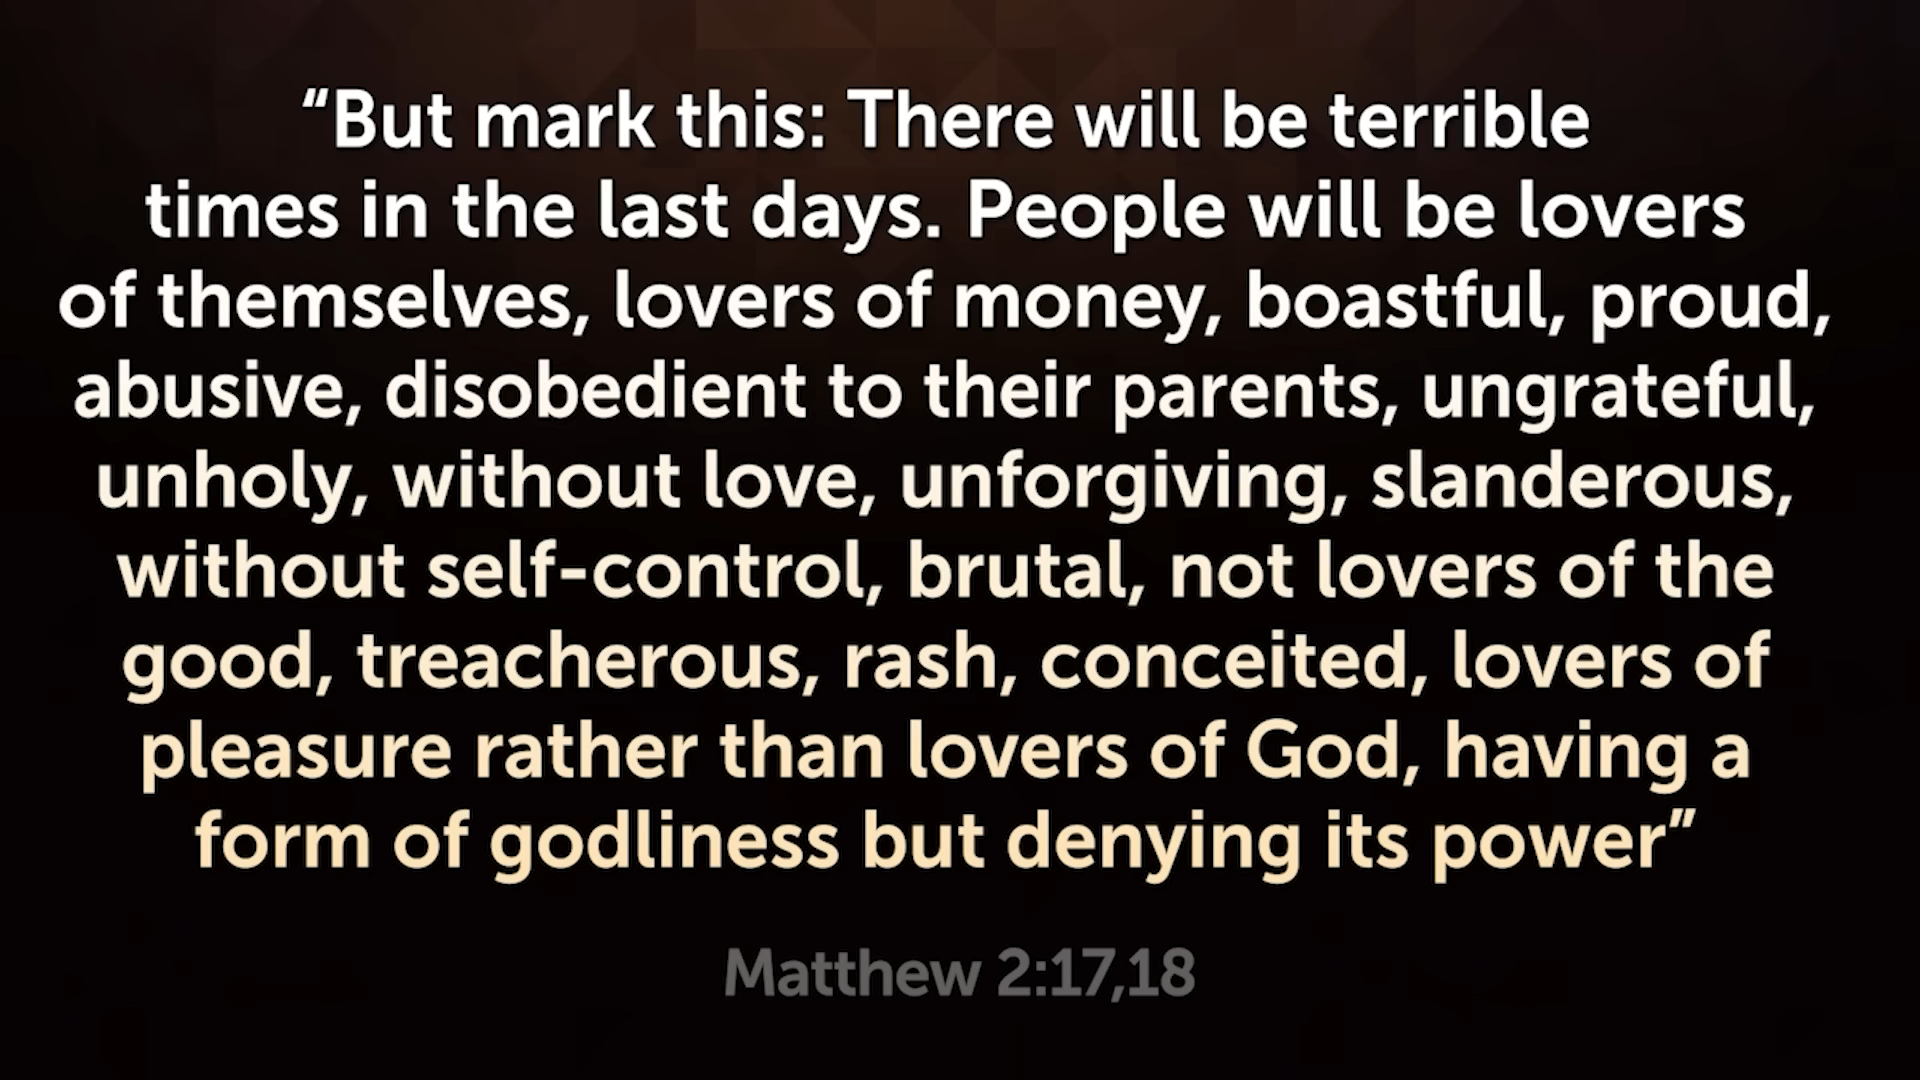 “But mark this: There will be terrible
times in the last days. People will be lovers
of themselves, lovers of money, boastful, proud,
abusive, disobedient to their parents, ungrateful,
unholy, without love, unforgiving, slanderous,
without self-control, brutal, not lovers of the
good, treacherous, rash, conceited, lovers of
pleasure rather than lovers of God, having a
form of godliness but denying its power”
Matthew 2:17,18